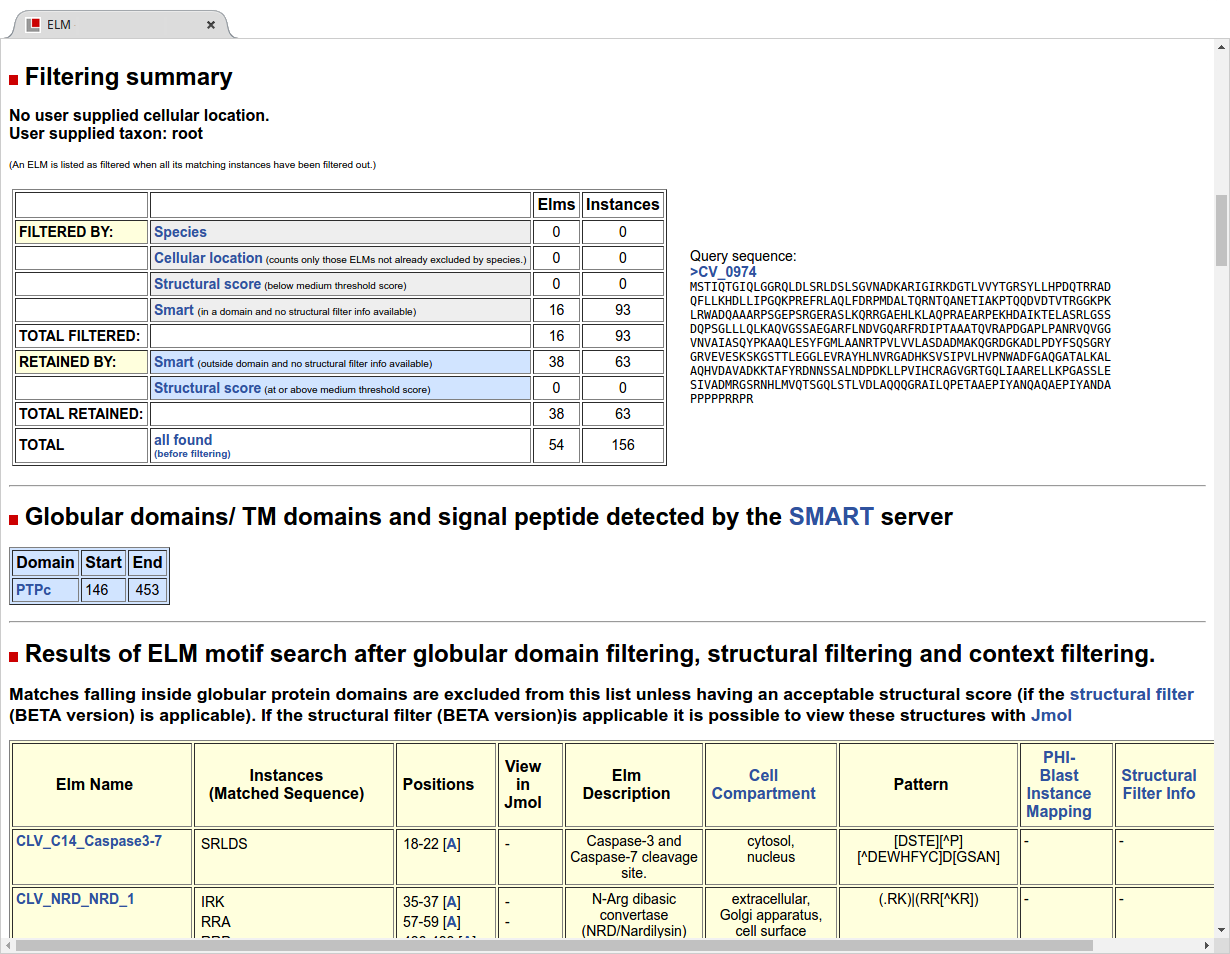 ELM
Filtering summary
No user supplied cellular location.
User supplied taxon: root
(An ELM is listed as filtered when all its matching instances have been filtered out.)
Elms Instances
FILTERED BY: Species 0 0
Cellular location (counts only those ELMs not already excluded by species.) 0 0
Structural score (below medium threshold score) 0 0
Smart (in a domain and no structural filter info available) 16 93
TOTAL FILTERED: 16 93
RETAINED BY: Smart (outside domain and no structural filter info available) 38 63
Structural score (at or above medium threshold score) 0 0
TOTAL RETAINED: 38 63
TOTAL all found 54 156
(before filtering)
Query sequence:
>CV_0974
MSTIQTGIQLGGRQLDLSRLDSLSGVNADKARIGIRKDGTLVVYTGRSYLLHPDQTRRAD
QFLLKHDLLIPGQKPREFRLAQLFDRPMDALTQRNTQANETIAKPTQQDVDTVTRGGKPK
LRWADQAAARPSGEPSRGERASLKQRRGAEHLKLAQPRAEARPEKHDAIKTELASRLGSS
DQPSGLLLQLKAQVGSSAEGARFLNDVGQARFRDIPTAAATQVRAPDGAPLPANRVQVGG
VNVAIASQYPKAAQLESYFGMLAANRTPVLVVLASDADMAKQGRDGKADLPDYFSQSGRY
GRVEVESKSKGSTTLEGGLEVRAYHLNVRGADHKSVSIPVLHVPNWADFGAQGATALKAL
AQHVDAVADKKTAFYRDNNSSALNDPDKLLPVIHCRAGVGRTGQLIAARELLKPGASSLE
SIVADMRGSRNHLMVQTSGQLSTLVDLAQQQGRAILQPETAAEPIYANQAQAEPIYANDA
PPPPPRRPR
Globular domains/ TM domains and signal peptide detected by the SMART server
Domain Start End
PTPc 146 453
Results of ELM motif search after globular domain filtering, structural filtering and context filtering.
Matches falling inside globular protein domains are excluded from this list unless having an acceptable structural score (if the structural filter
(BETA version) is applicable). If the structural filter (BETA version)is applicable it is possible to view these structures with Jmol
Elm Name
Instances
(Matched Sequence)
Positions
View
in
Jmol
Elm
Description
Cell
Compartment
Pattern
PHI-
Blast
Instance
Mapping
Structural
Filter Info
CLV_C14_Caspase3-7
SRLDS
18-22 [A]
-
Caspase-3 and
Caspase-7 cleavage
site.
cytosol,
nucleus
[DSTE][^P]
[^DEWHFYC]D[GSAN]
-
-
CLV_NRD_NRD_1
IRK
RRA
35-37 [A]
57-59 [A]
-
-
N-Arg dibasic
convertase
(NRD/Nardilysin)
extracellular,
Golgi apparatus,
cell surface
(.RK)|(RR[^KR])
-
-